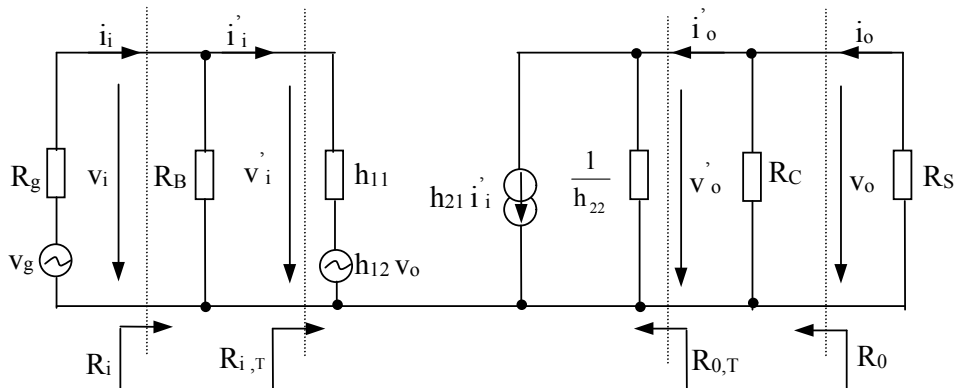 i_i
i'_i
i'_o
i_o
R_g
v_i
R_B
v'_i
h_11
h_21 i'_i
1
h_22
v'_o
R_C
v_o
R_S
v_g
h_12 v_o
R_i
R_i ,T
R_0,T
R_0